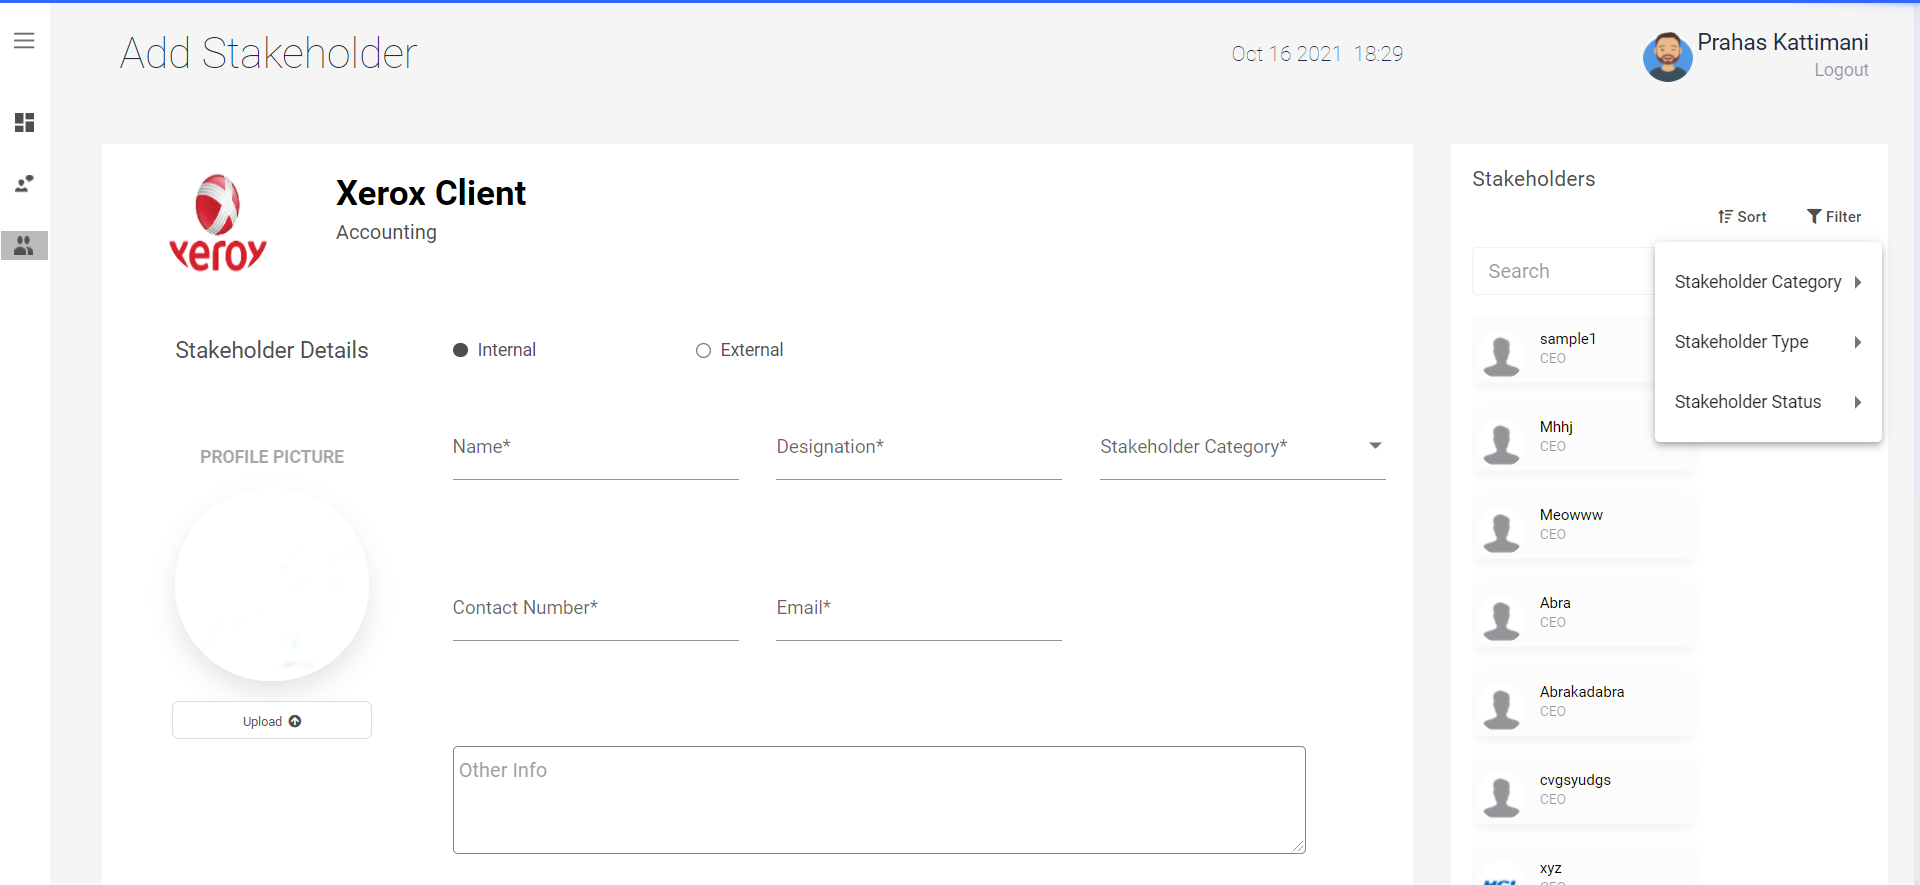 Add Stakeholder
Oct 16 2021 18:29
Prahas Kattimani
Logout
xeroy
Xerox Client
Accounting
Stakeholder Details
Internal
External
PROFILE PICTURE
Name*
Designation*
Stakeholder Category*
Contact Number*
Email*
Upload
Other Info
Stakeholders
Sort
Filter
Search
Stakeholder Category
Stakeholder Type
Stakeholder Status
sample1
CEO
Mhhj
CEO
Meowww
CEO
Abra
CEO
Abrakadabra
CEO
cvgsyudgs
CEO
xyz